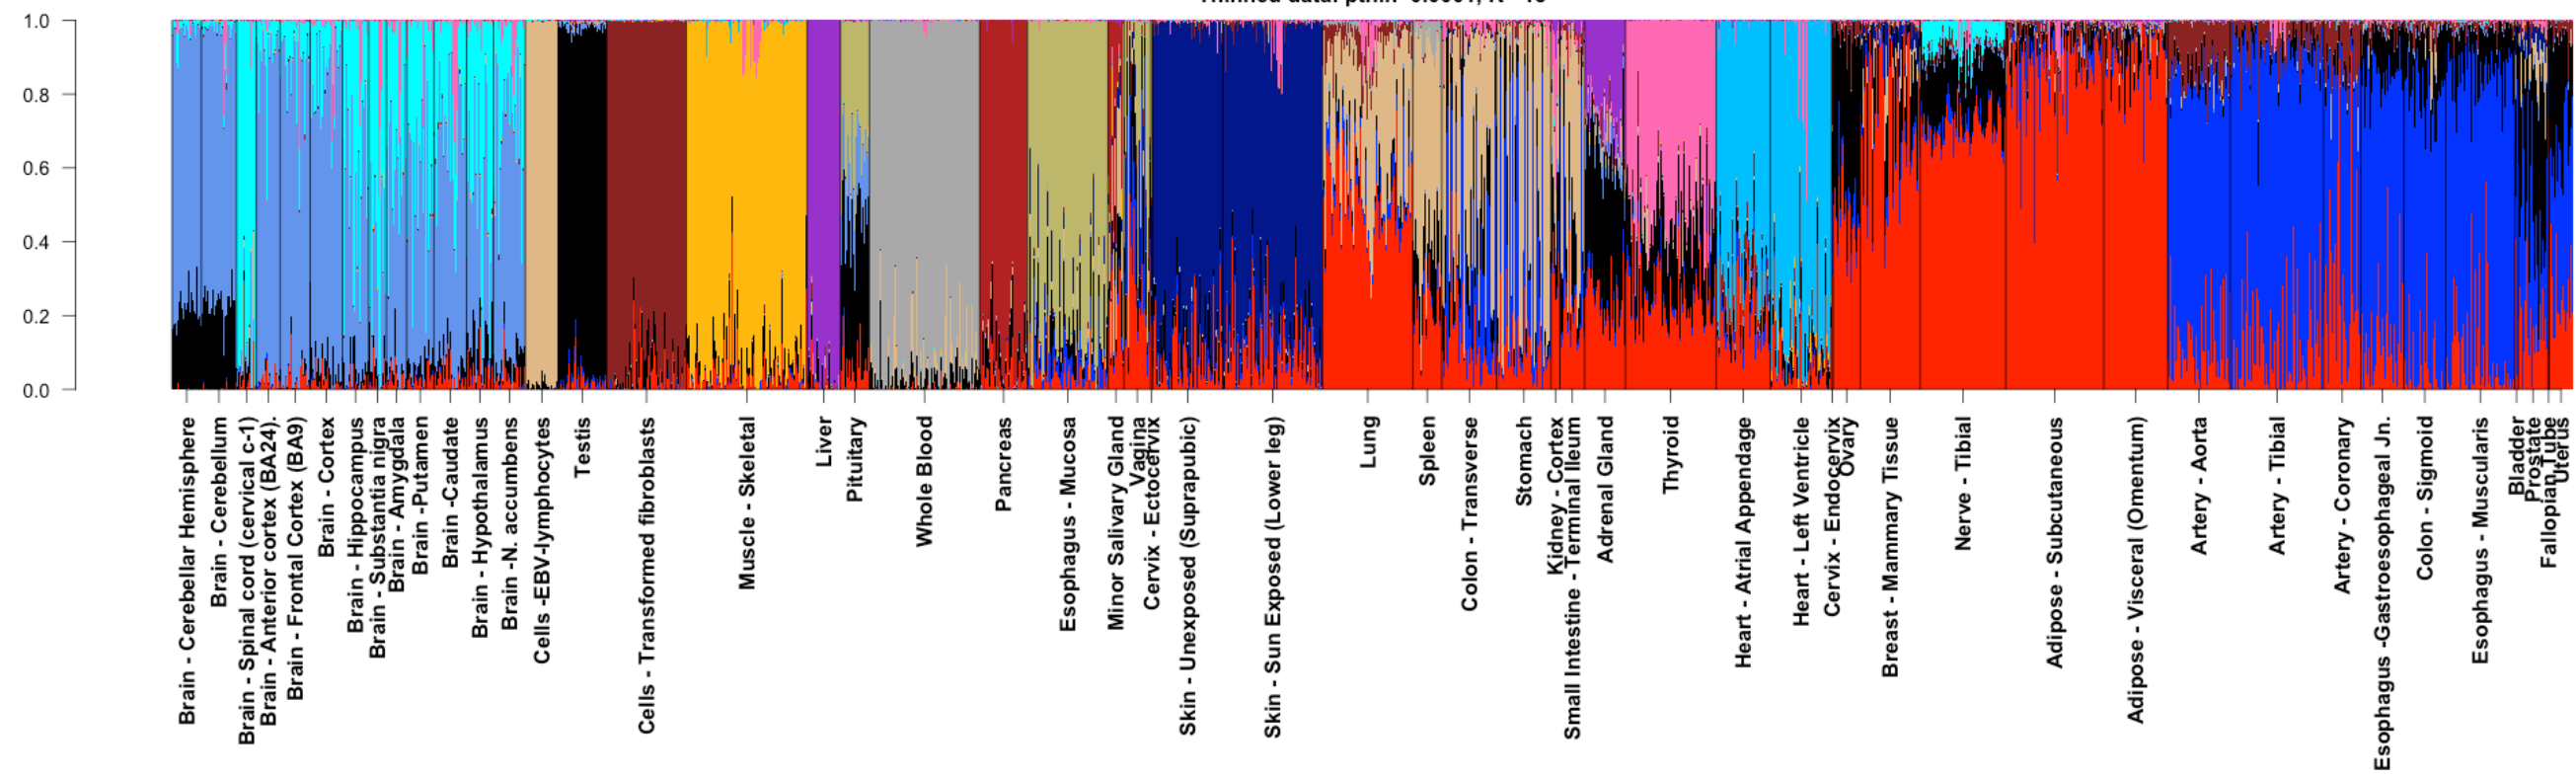 1.0
0.8
0.6
0.4
0.2
0.0
Brain - Cerebellar Hemisphere
Brain - Cerebellum
Brain - Spinal cord (cervical c-1)
Brain - Anterior cortex (BA24).
Brain - Frontal Cortex (BA9)
Brain - Cortex
Brain - Hippocampus
Brain - Substantia nigra
Brain - Amygdala
Brain -Putamen
Brain -Caudate
Brain - Hypothalamus
Brain -N. accumbens
Cells -EBV-lymphocytes
Testis
Cells - Transformed fibroblasts
Muscle - Skeletal
Liver
Pituitary
Whole Blood
Pancreas
Esophagus - Mucosa
Minor Salivary Gland
Vagina
Cervix - Ectocervix
Skin - Unexposed (Suprapubic)
Skin - Sun Exposed (Lower leg)
Lung
Spleen
Colon - Transverse
Stomach
Kidney - Cortex
Small Intestine - Terminal Ileum
Adrenal Gland
Thyroid
Heart - Atrial Appendage
Heart - Left Ventricle
Cervix - Endocervix
Ovary
Breast - Mammary Tissue
Nerve - Tibial
Adipose - Subcutaneous
Adipose - Visceral (Omentum)
Artery - Aorta
Artery - Tibial
Artery - Coronary
Esophagus -Gastroesophageal Jn.
Colon - Sigmoid
Esophagus - Muscularis
Bladder
Prostate
Fallopian Tube
Uterus